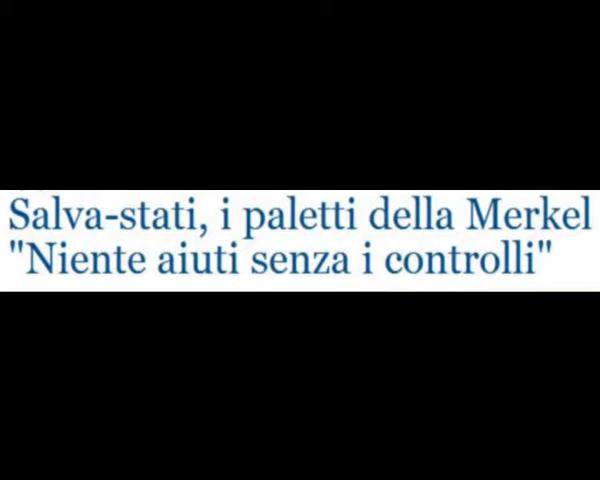 Salva-stati, i paletti della Merkel
"Niente aiuti senza i controlli"